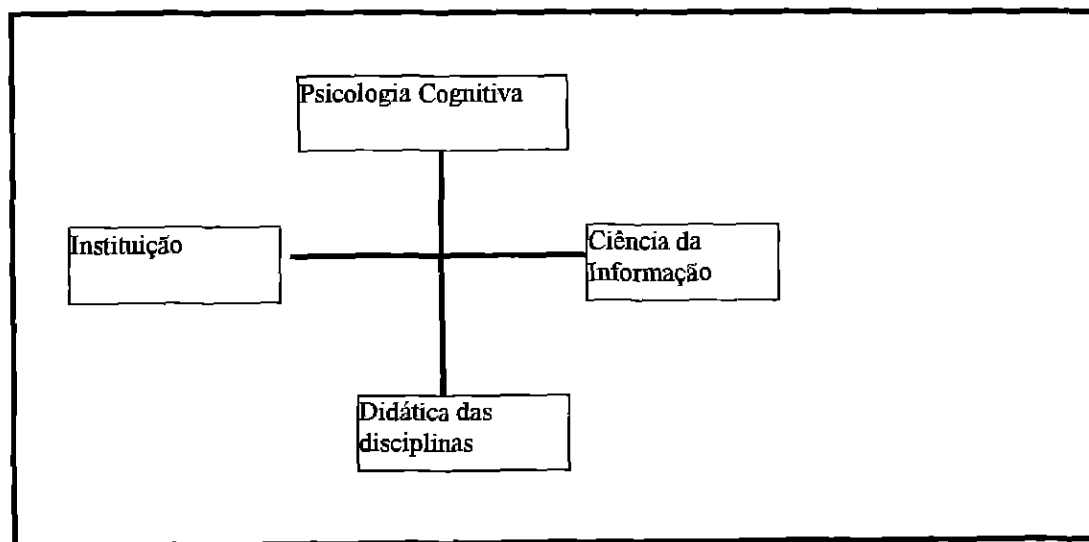 Psicologia Cognitiva
Instituição
Ciência da
Informação
Didática das
disciplinas